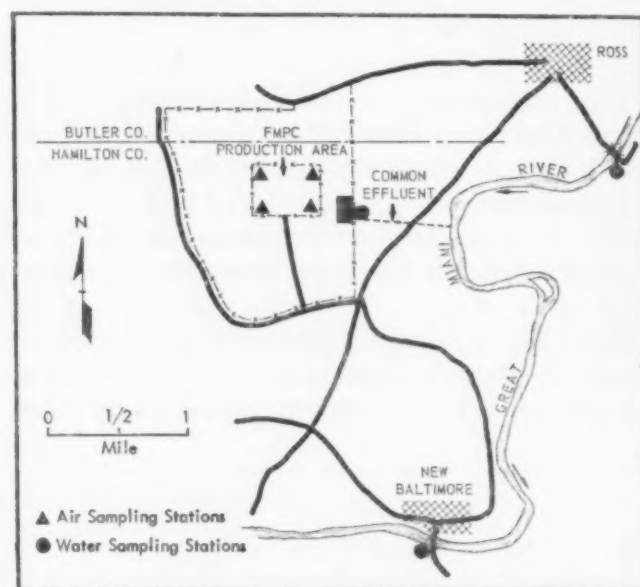 ROSS
BUTLER CO.
HAMILTON CO.
FMPC
PRODUCTION AREA
COMMON
EFFLUENT
RIVER
MIAMI
GREAT
N
0 1/2 1
Mile
NEW
BALTIMORE
Air Sampling Stations
Water Sampling Stations